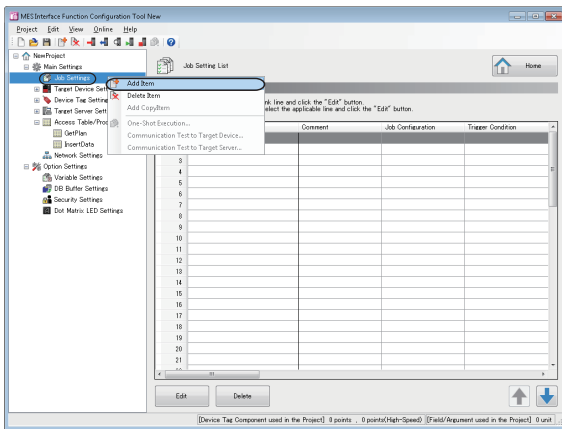 MES Interface Function Configuration Tool New
Project Edit View Online Help
NewProject
Main Settings
Job Settings
Target Device Sett
Device Tag Setting
Target Server Sett
Access Table/Proc
GetPlan
InsertData
Network Settings
Option Settings
Variable Settings
DB Buffer Settings
Security Settings
Dot Matrix LED Settings
Add Item
Delete Item
Add CopyItem
One-Shot Execution...
Communication Test to Target Device...
Communication Test to Target Server...
Job Setting List
Home
nk line and click the "Edit" button.
elect the applicable line and click the "Edit" button.
Comment Job Configuration Trigger Condition
3
4
5
6
7
8
9
10
11
12
13
14
15
16
17
18
19
20
21
Edit Delete
[Device Tag Component used in the Project] 0 points , 0 points(High-Speed) [Field/Argument used in the Project] 0 unit